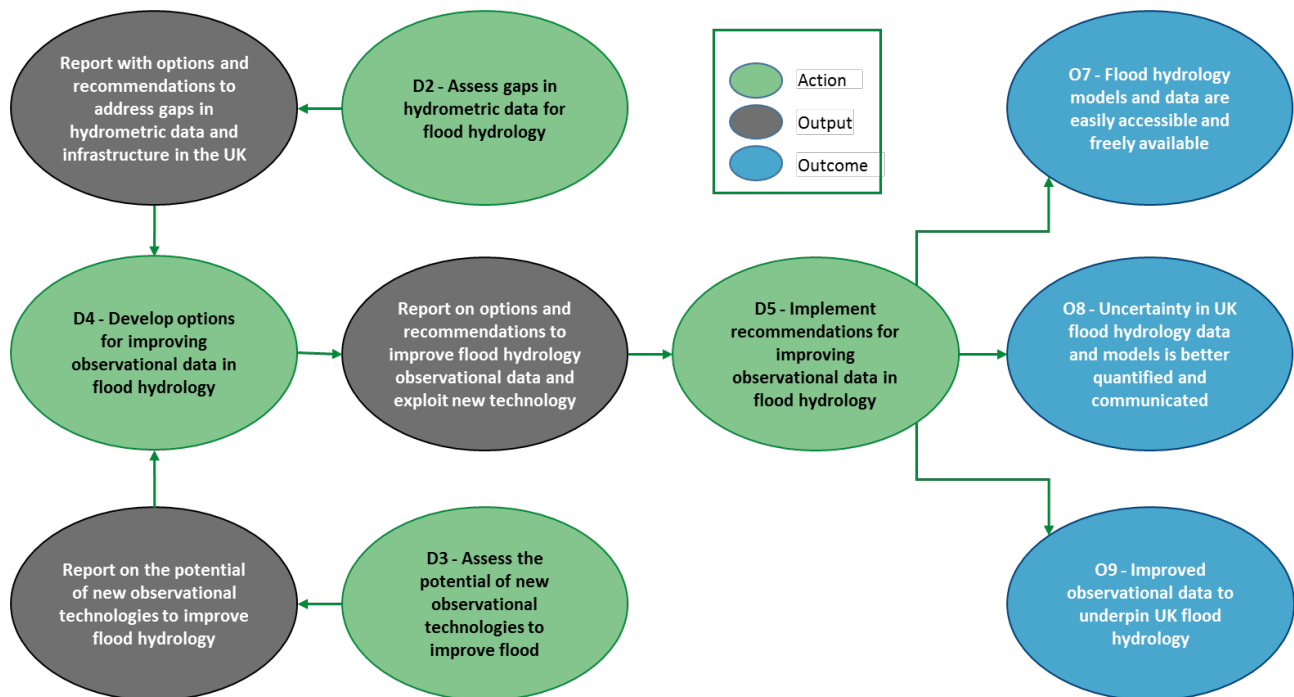 Report with options and
recommendations to
address gaps in
hydrometric data and
infrastructure in the UK
D2 - Assess gaps in
hydrometric data for
flood hydrology
Action
Output
Outcome
O7 - Flood hydrology
models and data are
easily accessible and
freely available
D4 - Develop options
for improving
observational data in
flood hydrology
Report on options and
recommendations to
improve flood hydrology
observational data and
exploit new technology
D5 - Implement
recommendations for
improving
observational data in
flood hydrology
O8 - Uncertainty in UK
flood hydrology data
and models is better
quantified and
communicated
Report on the potential
of new observational
technologies to improve
flood hydrology
D3 - Assess the
potential of new
observational
technologies to
improve flood
O9 - Improved
observational data to
underpin UK flood
hydrology